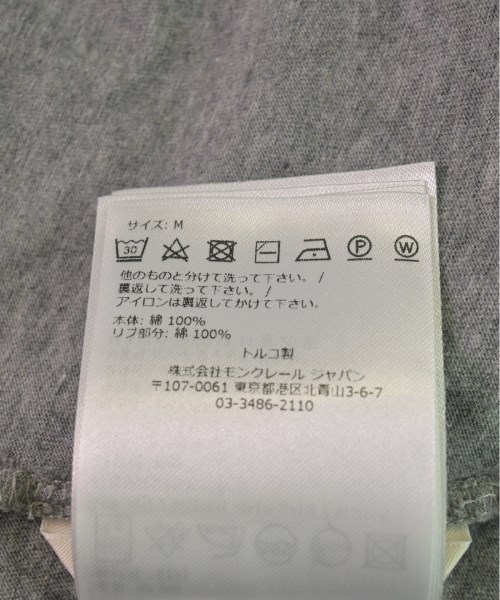 サイズ: M
30
P W
他のものと分けて洗って下さい。 /
裏返して洗って下さい。 /
アイロンは裏返してかけて下さい。
本体: 綿 100%
リブ部分: 綿 100%
トルコ製
株式会社モンクレール ジャパン
〒107-0061 東京都港区北青山3-6-7
03-3486-2110